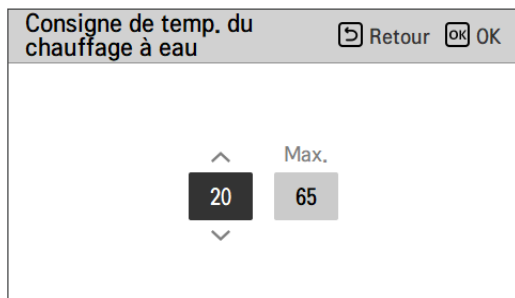 Consigne de temp. du
chauffage à eau
Retour OK OK
Max.
20 65